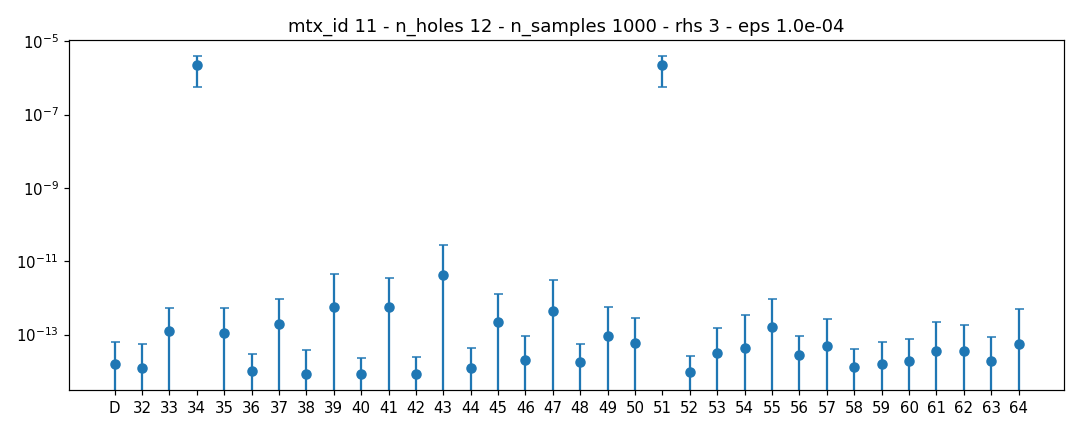 mtx_id 11 - n_holes 12 - n_samples 1000 - rhs 3 - eps 1.0e-04
10⁻⁵
10⁻⁷
10⁻⁹
10⁻¹¹
10⁻¹³
D 32 33 34 35 36 37 38 39 40 41 42 43 44 45 46 47 48 49 50 51 52 53 54 55 56 57 58 59 60 61 62 63 64